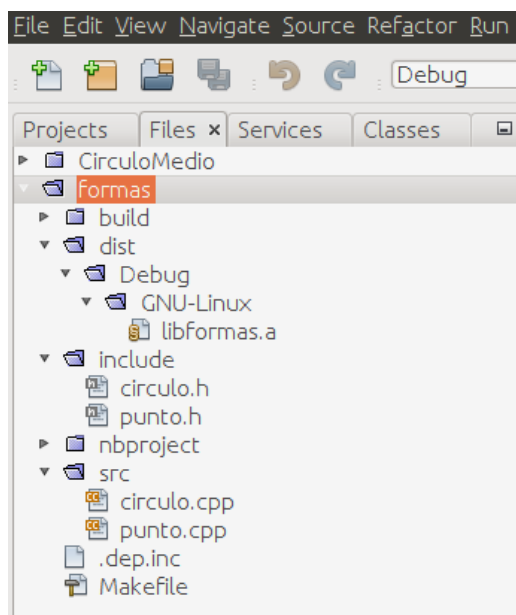 File Edit View Navigate Source Refactor Run
Debug
Projects Files × Services Classes
CirculoMedio
formas
build
dist
Debug
GNU-Linux
libformas.a
include
circulo.h
punto.h
nbproject
src
circulo.cpp
punto.cpp
.dep.inc
Makefile